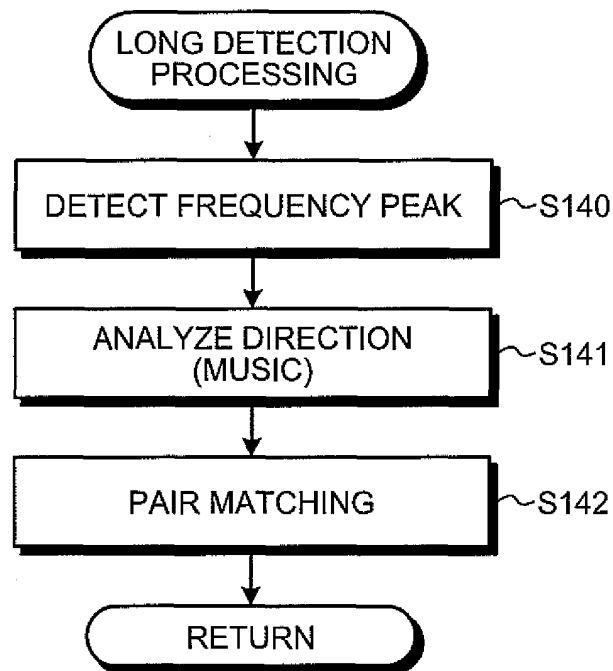 LONG DETECTION
PROCESSING
DETECT FREQUENCY PEAK
S140
ANALYZE DIRECTION
(MUSIC)
S141
PAIR MATCHING
S142
RETURN